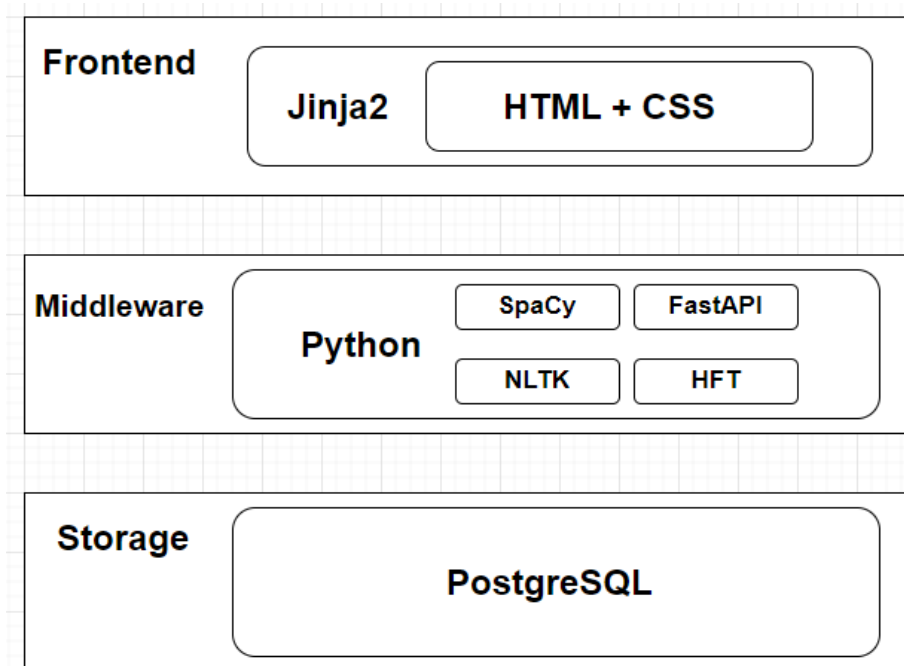 Frontend
Jinja2
HTML + CSS
Middleware
Python
SpaCy
FastAPI
NLTK
HFT
Storage
PostgreSQL